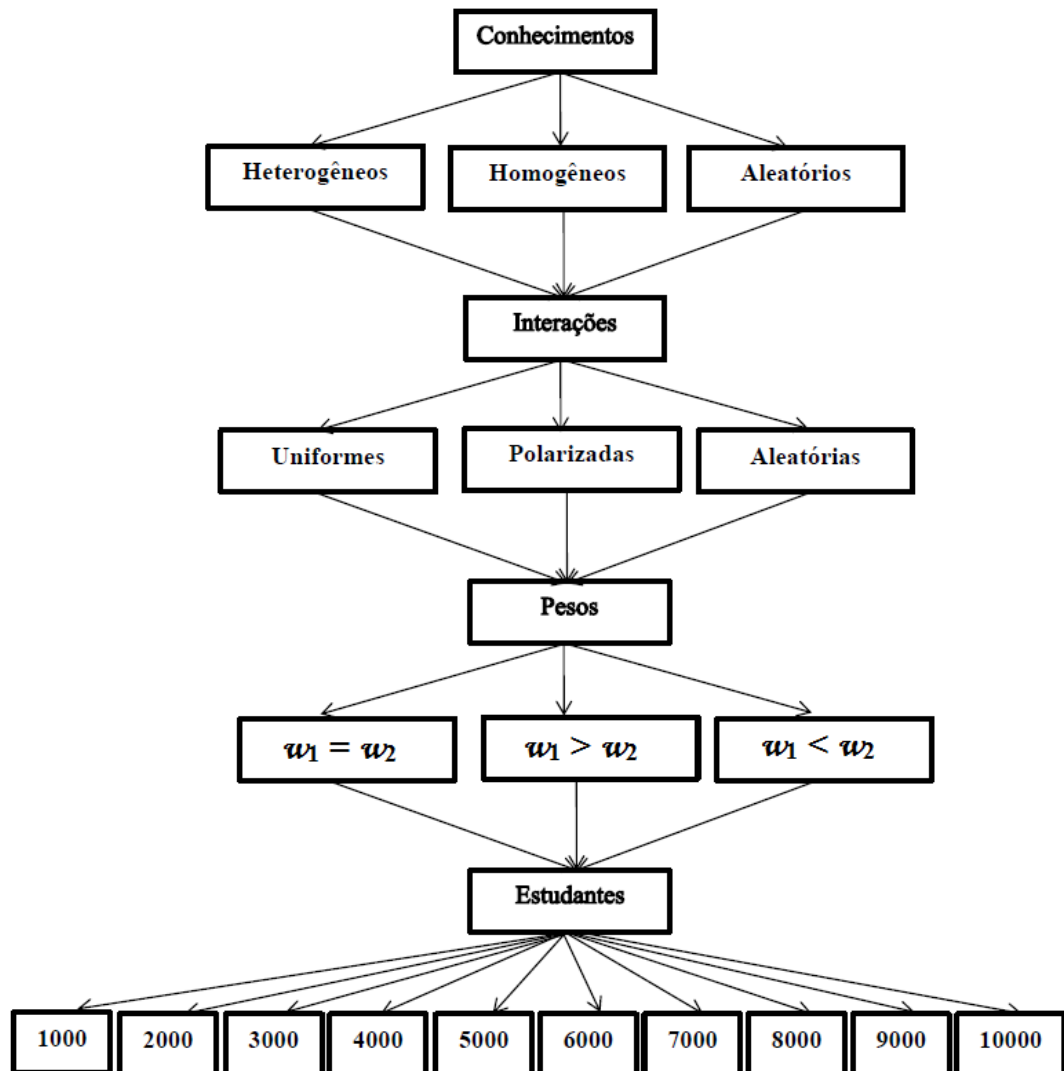 Conhecimentos
Heterogêneos Homogêneos Aleatórios
Interações
Uniformes Polarizadas Aleatórias
Pesos
w₁ = w₂ w₁ > w₂ w₁ < w₂
Estudantes
1000 2000 3000 4000 5000 6000 7000 8000 9000 10000